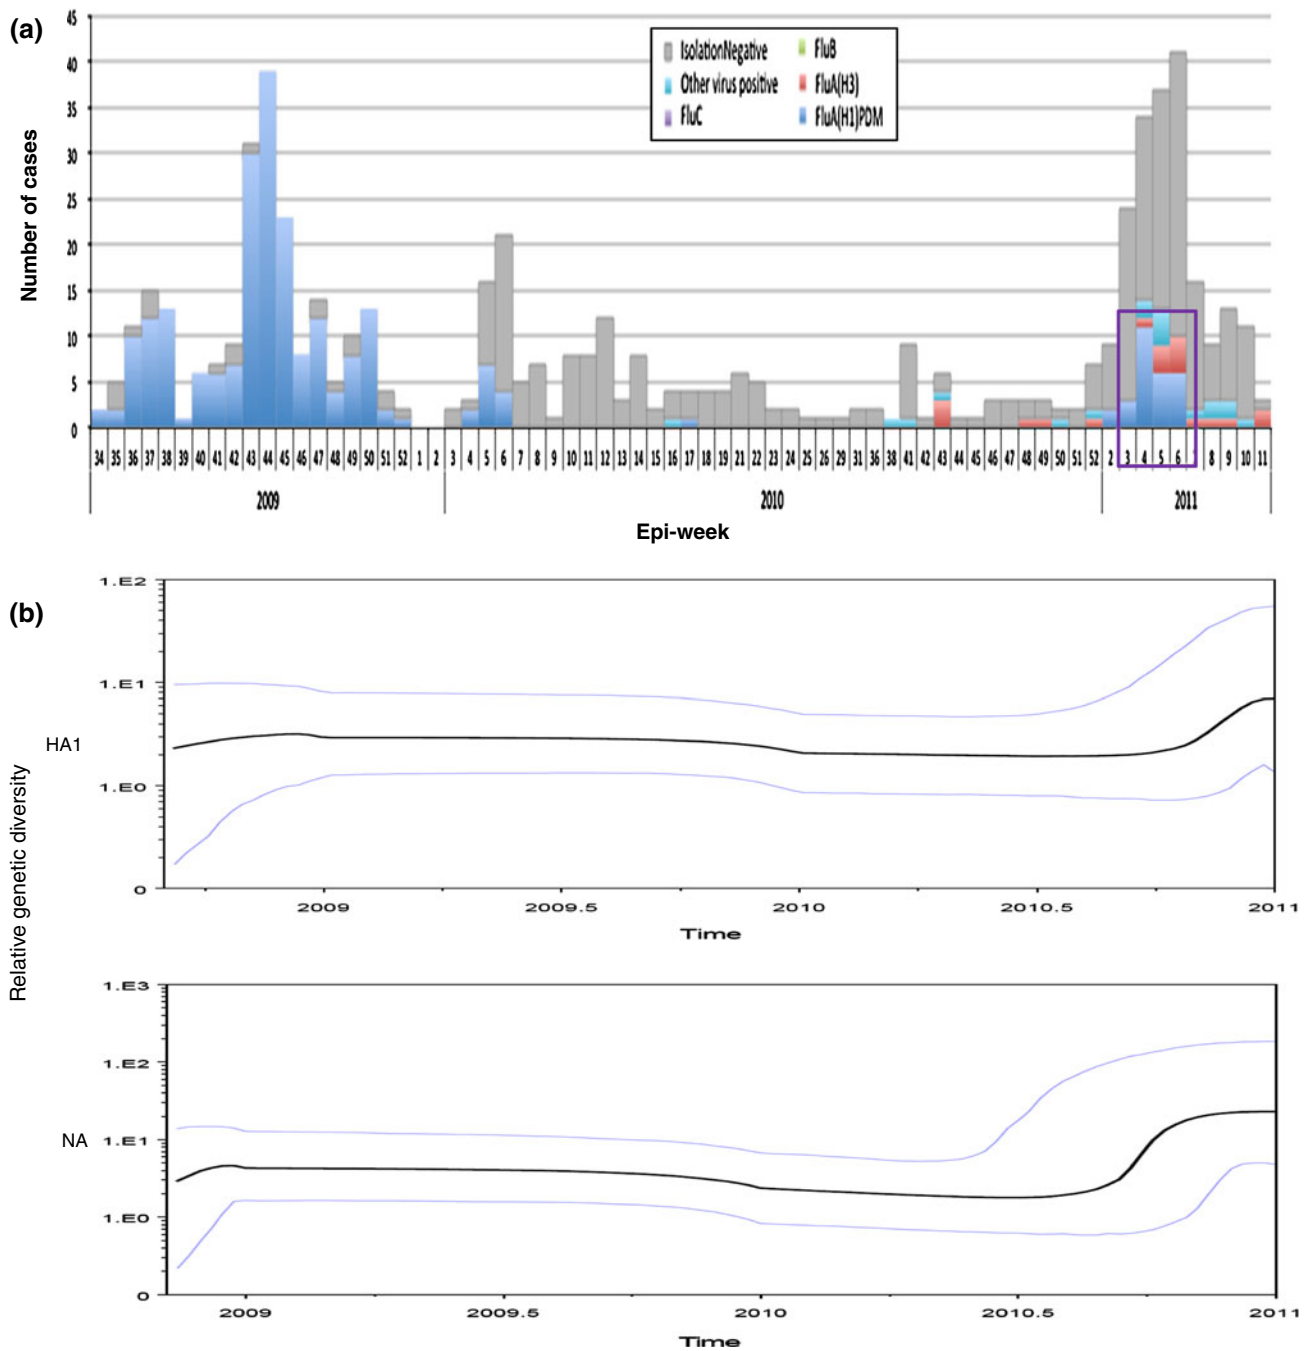 (a)
45
40
35
30
25
20
15
10
5
0
Number of cases
IsolationNegative
Other virus positive
FluC
FluB
FluA(H3)
FluA(H1)PDM
34 35 36 37 38 39 40 41 42 43 44 45 46 47 48 49 50 51 52 1 2 3 4 5 6 7 8 9 10 11 12 13 14 15 16 17 18 19 20 21 22 23 24 25 26 29 31 36 38 41 42 43 44 45 46 47 48 49 50 51 52 2 3 4 5 6 8 9 10 11
2009 2010 2011
Epi-week
(b)
Relative genetic diversity
HA1
1.E2
1.E1
1.E0
0
2009 2009.5 2010 2010.5 2011
Time
NA
1.E3
1.E2
1.E1
1.E0
0
2009 2009.5 2010 2010.5 2011
Time